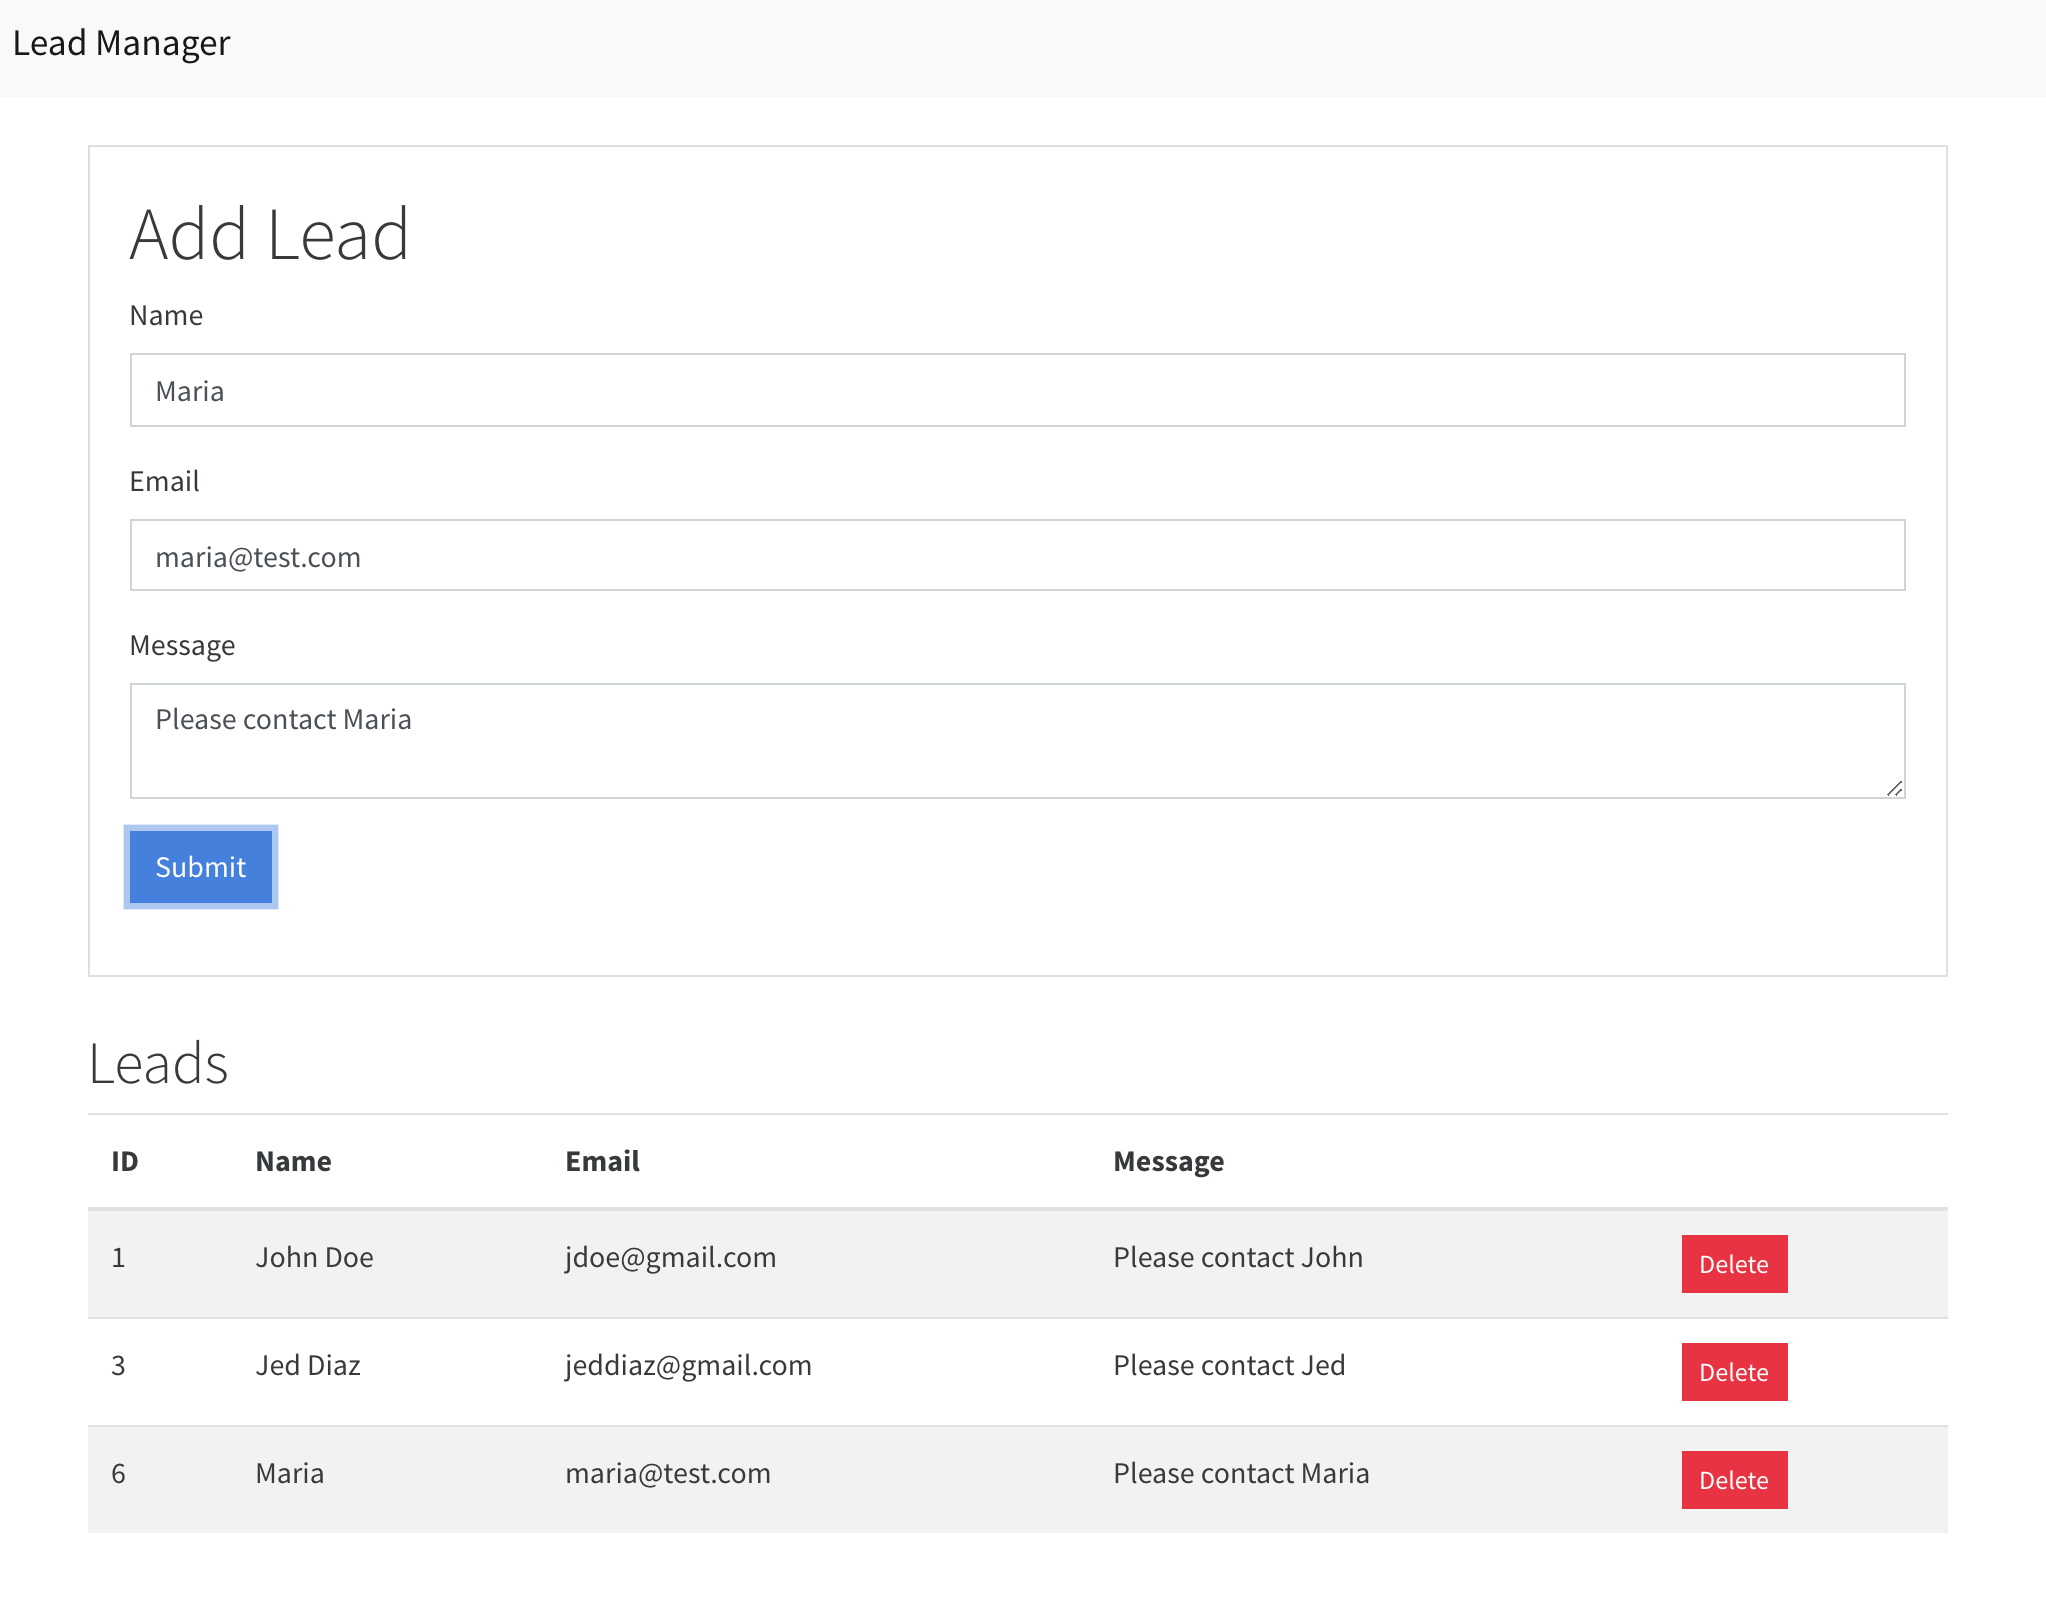 Lead Manager
Add Lead
Name
Maria
Email
maria@test.com
Message
Please contact Maria
Submit
Leads
ID Name Email Message
1 John Doe jdoe@gmail.com Please contact John Delete
3 Jed Diaz jeddiaz@gmail.com Please contact Jed Delete
6 Maria maria@test.com Please contact Maria Delete